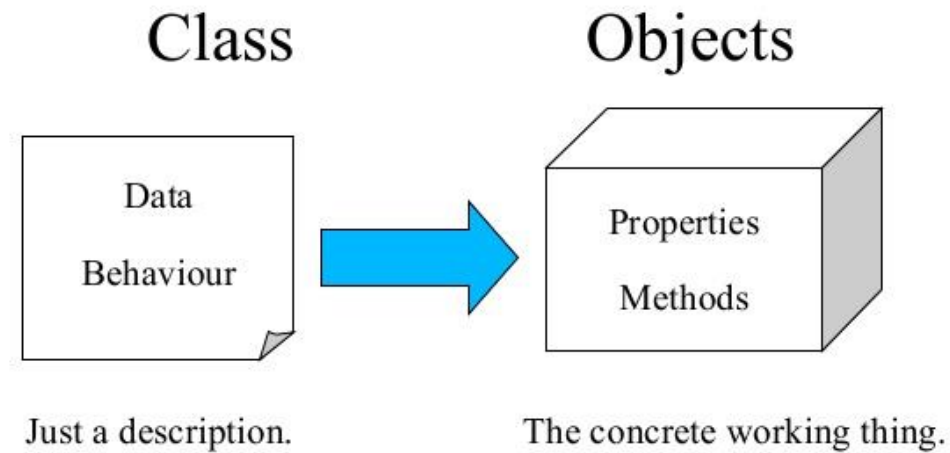 Class
Objects
Data
Behaviour
Properties
Methods
Just a description.
The concrete working thing.